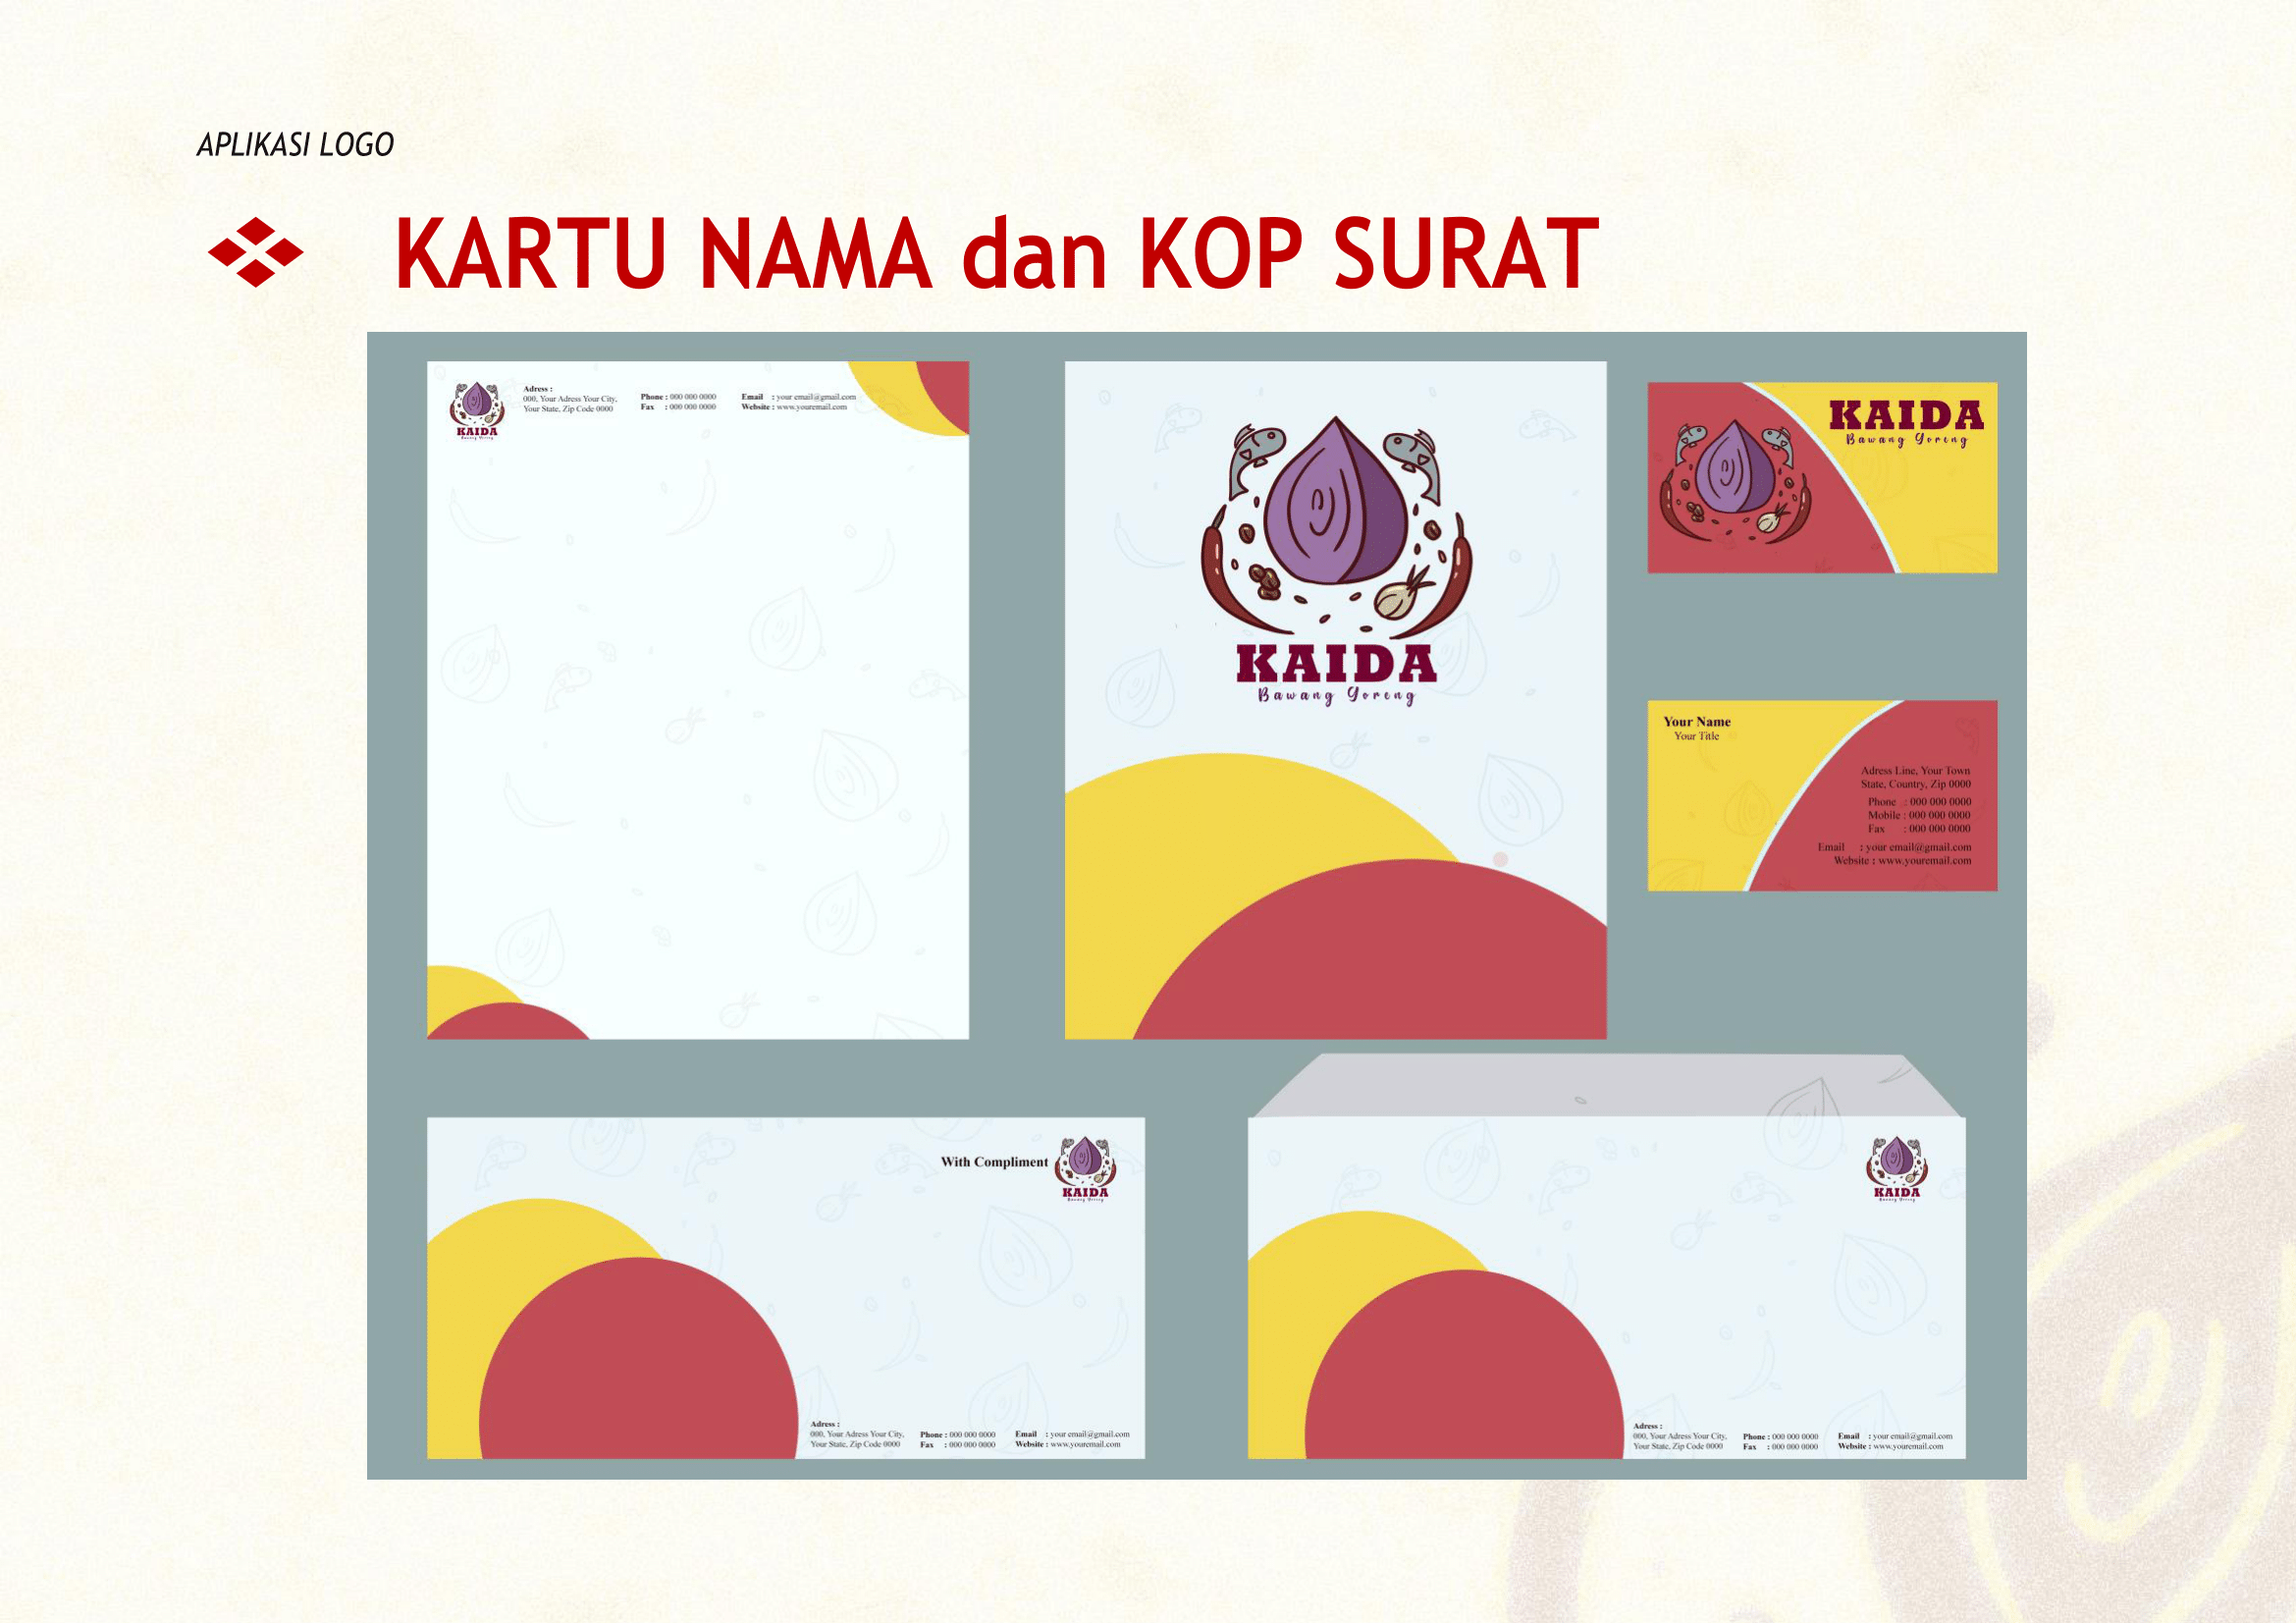 APLIKASI LOGO
KARTU NAMA dan KOP SURAT
KAIDA
Bawang Goreng
Adress :
000, Your Adress Your City,
Your State, Zip Code 0000
Phone : 000 000 0000
Fax : 000 000 0000
Email : your email@gmail.com
Website : www.youremail.com
KAIDA
Bawang Goreng
KAIDA
Bawang Goreng
Your Name
Your Title
Adress Line, Your Town
State, Country, Zip 0000
Phone : 000 000 0000
Mobile : 000 000 0000
Fax : 000 000 0000
Email : your email@gmail.com
Website : www.youremail.com
With Compliment
KAIDA
Bawang Goreng
Adress :
000, Your Adress Your City,
Your State, Zip Code 0000
Phone : 000 000 0000
Fax : 000 000 0000
Email : your email@gmail.com
Website : www.youremail.com
KAIDA
Bawang Goreng
Adress :
000, Your Adress Your City,
Your State, Zip Code 0000
Phone : 000 000 0000
Fax : 000 000 0000
Email : your email@gmail.com
Website : www.youremail.com